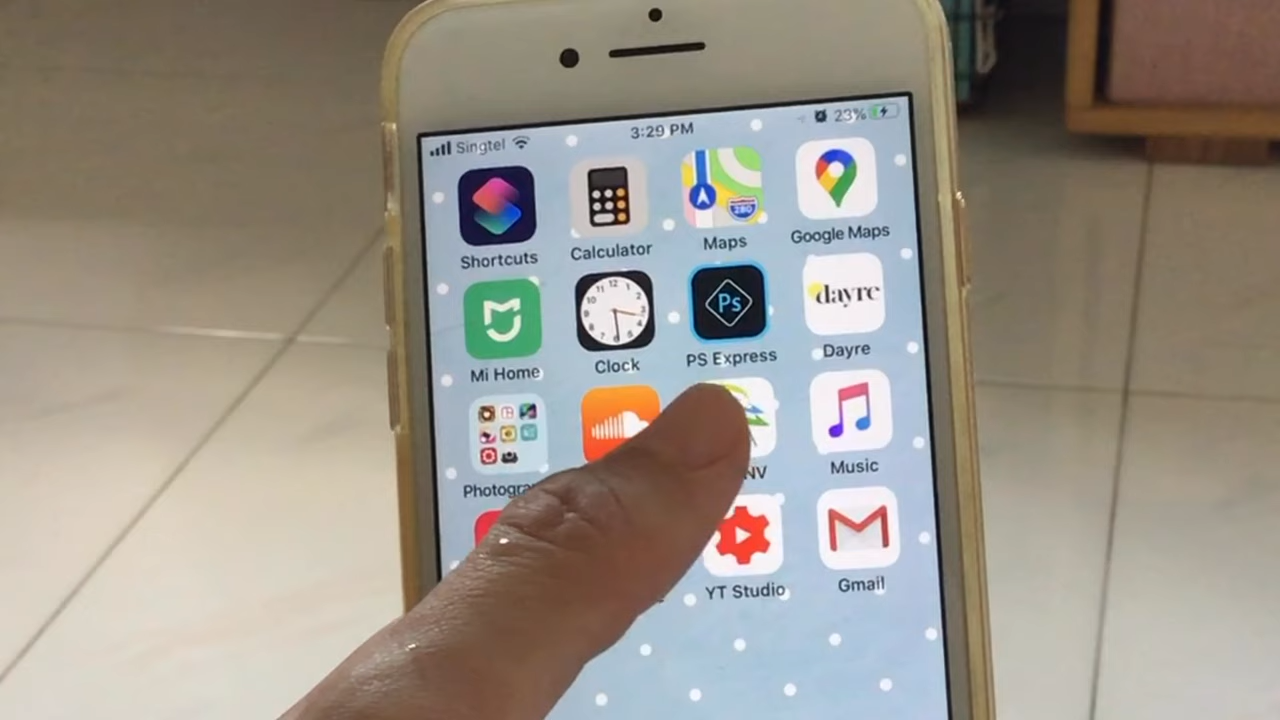 Singtel 3:29 PM 23%
280
Shortcuts Calculator Maps Google Maps
Ps dayre
Mi Home Clock PS Express Dayre
Music
YT Studio Gmail